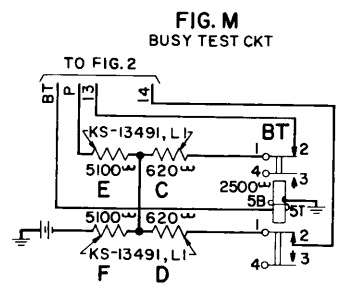 FIG. M
BUSY TEST CKT
TO FIG. 2
BT
P
13
14
KS-13491, L1
BT
1
2
5100ω
620ω
4
3
E
C
2500ω
5B
5T
5100ω
620ω
1
2
KS-13491, L1
F
D
4
3